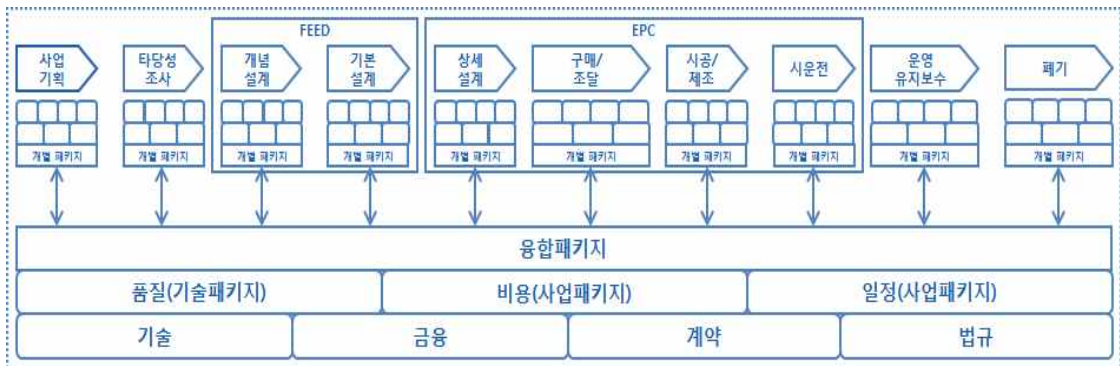 FEED
EPC
사업
기획
타당성
조사
개념
설계
기본
설계
상세
설계
구매/
조달
시공/
제조
시운전
운영
유지보수
폐기
개별 패키지
개별 패키지
개별 패키지
개별 패키지
개별 패키지
개별 패키지
개별 패키지
개별 패키지
개별 패키지
개별 패키지
융합패키지
품질(기술패키지)
비용(사업패키지)
일정(사업패키지)
기술
금융
계약
법규